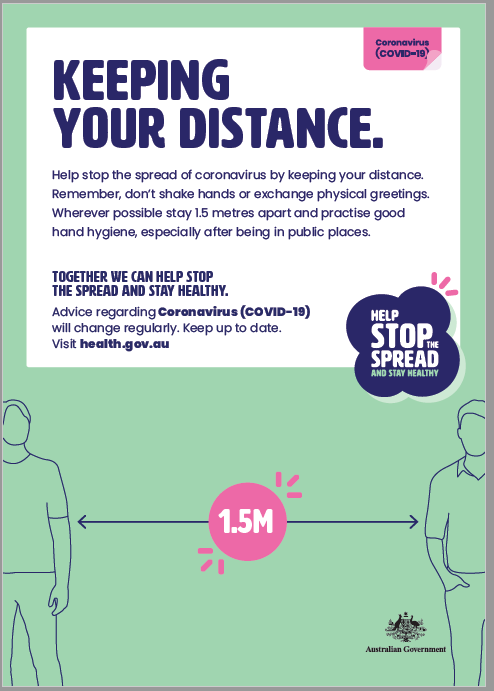 Coronavirus
(COVID-19)
KEEPING
YOUR DISTANCE.
Help stop the spread of coronavirus by keeping your distance.
Remember, don't shake hands or exchange physical greetings.
Wherever possible stay 1.5 metres apart and practise good
hand hygiene, especially after being in public places.
TOGETHER WE CAN HELP STOP
THE SPREAD AND STAY HEALTHY.
Advice regarding Coronavirus (COVID-19)
will change regularly. Keep up to date.
Visit health.gov.au
HELP
STOP THE
SPREAD
AND STAY HEALTHY
1.5M
Australian Government